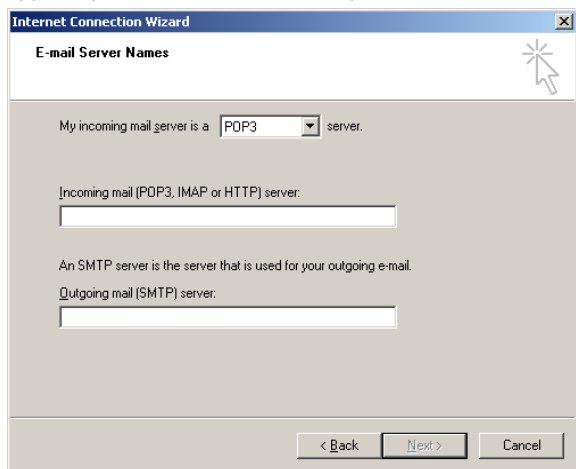 Internet Connection Wizard
E-mail Server Names
My incoming mail server is a POP3 server.
Incoming mail (POP3, IMAP or HTTP) server:
An SMTP server is the server that is used for your outgoing e-mail.
Outgoing mail (SMTP) server:
< Back Next > Cancel